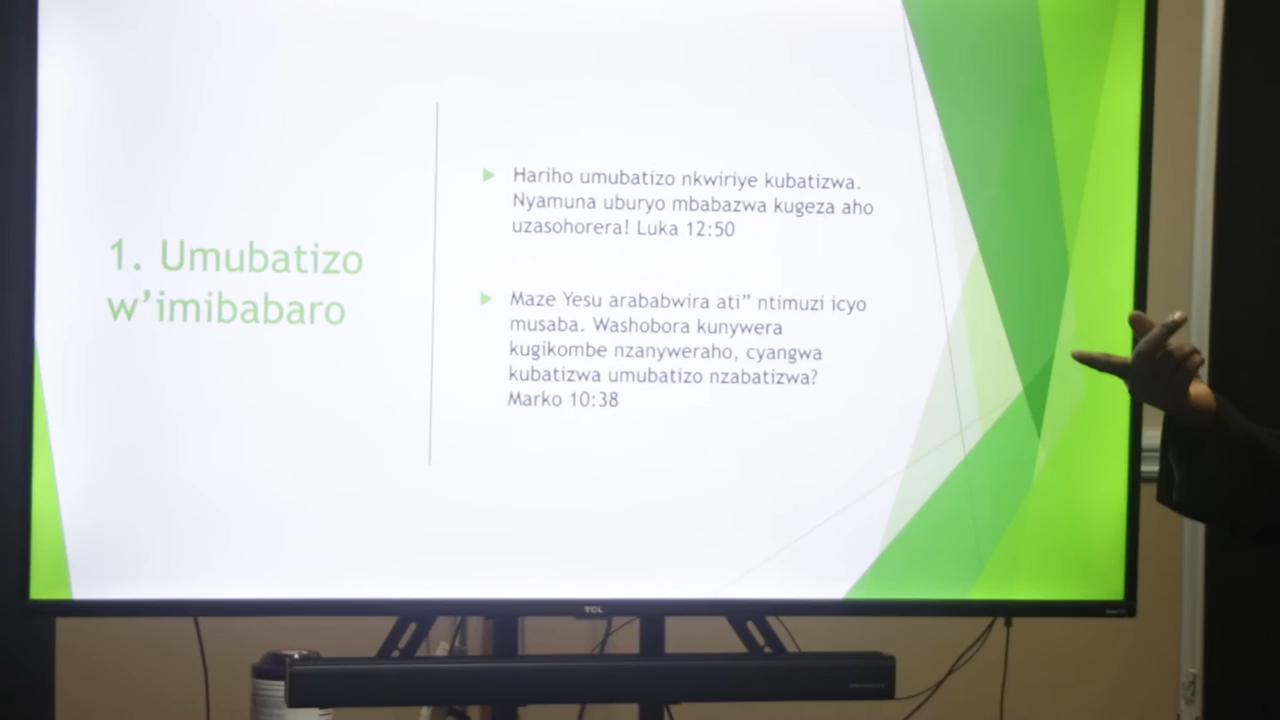 1. Umubatizo
w’imibabaro
Hariho umubatizo nkwiriye kubatizwa.
Nyamuna uburyo mbabazwa kugeza aho
uzasohorera! Luka 12:50
Maze Yesu arababwira ati” ntimuzi icyo
musaba. Washobora kunywera
kugikombe nzanyweraho, cyangwa
kubatizwa umubatizo nzabatizwa?
Marko 10:38
TCL